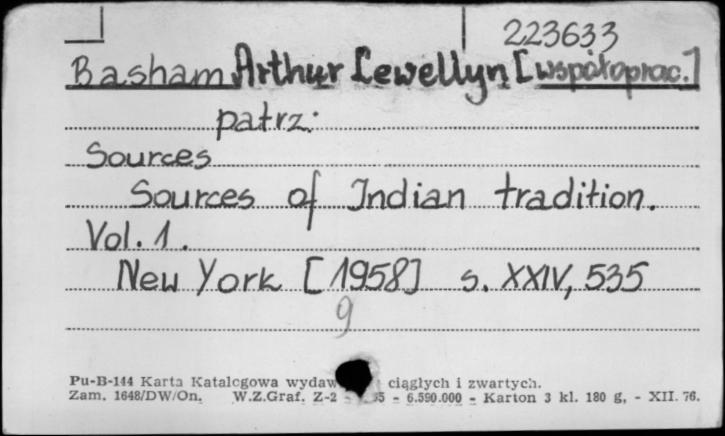 223633
Basham Arthur Lewellyn [współoprac.]
patrz:
Sources
Sources of Indian tradition.
Vol. 1.
New York [1958] s. XXIV, 535
9
Pu-B-144 Karta Katalogowa ciągłych i zwartych.
Zam. 1648/DW/On. W.Z.Graf. Z-2 - 6.590.000 - Karton 3 kl. 180 g, - XII. 76.